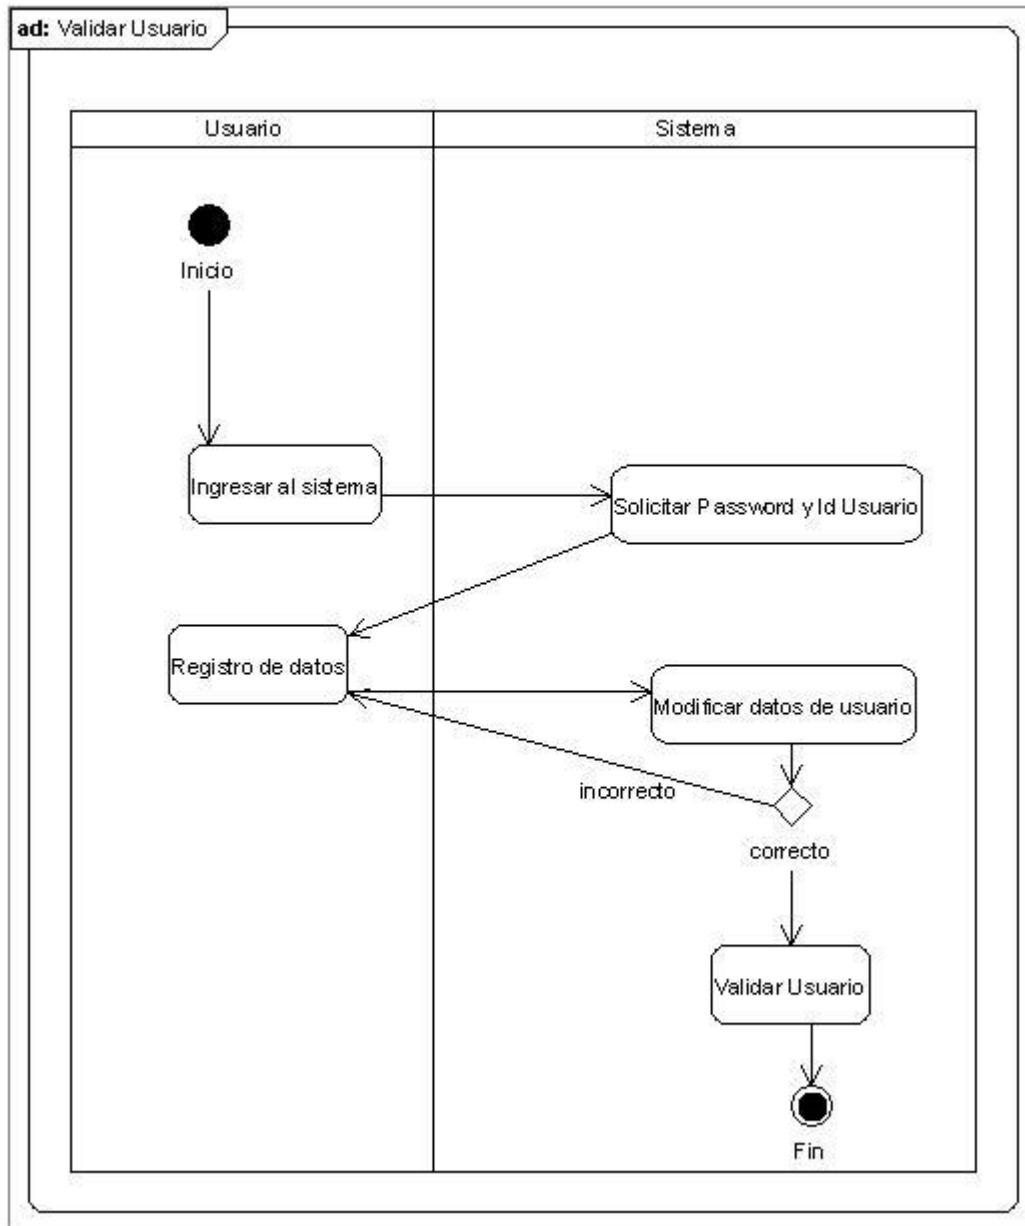 ad: Validar Usuario
Usuario
Sistema
Inicio
Ingresar al sistema
Solicitar Password y Id Usuario
Registro de datos
Modificar datos de usuario
incorrecto
correcto
Validar Usuario
Fin